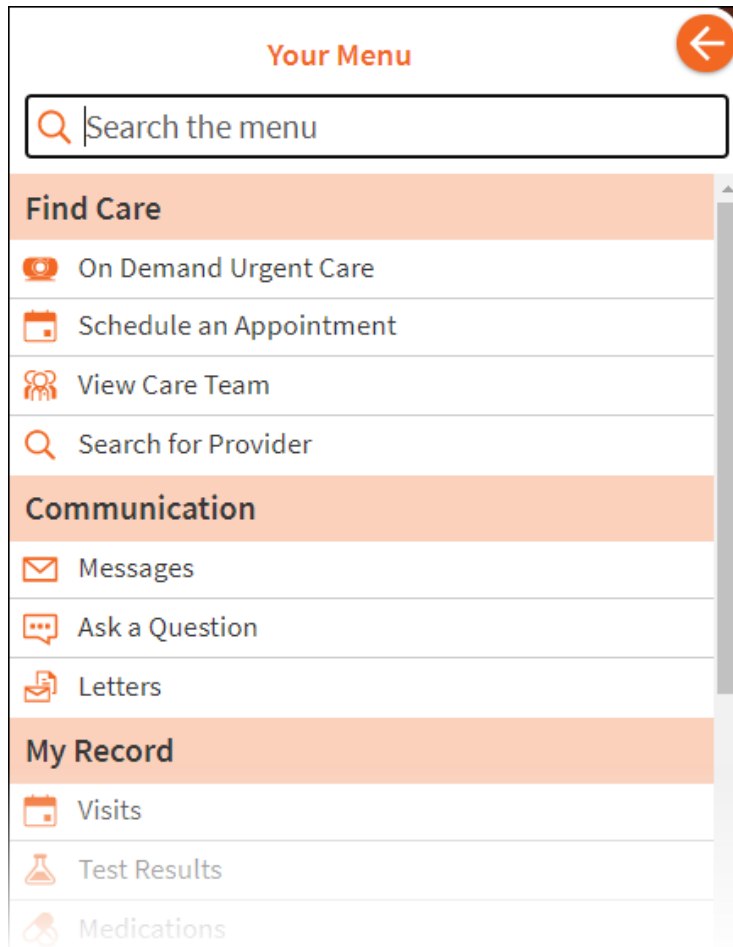 Your Menu
Search the menu
Find Care
On Demand Urgent Care
Schedule an Appointment
View Care Team
Search for Provider
Communication
Messages
Ask a Question
Letters
My Record
Visits
Test Results
Medications